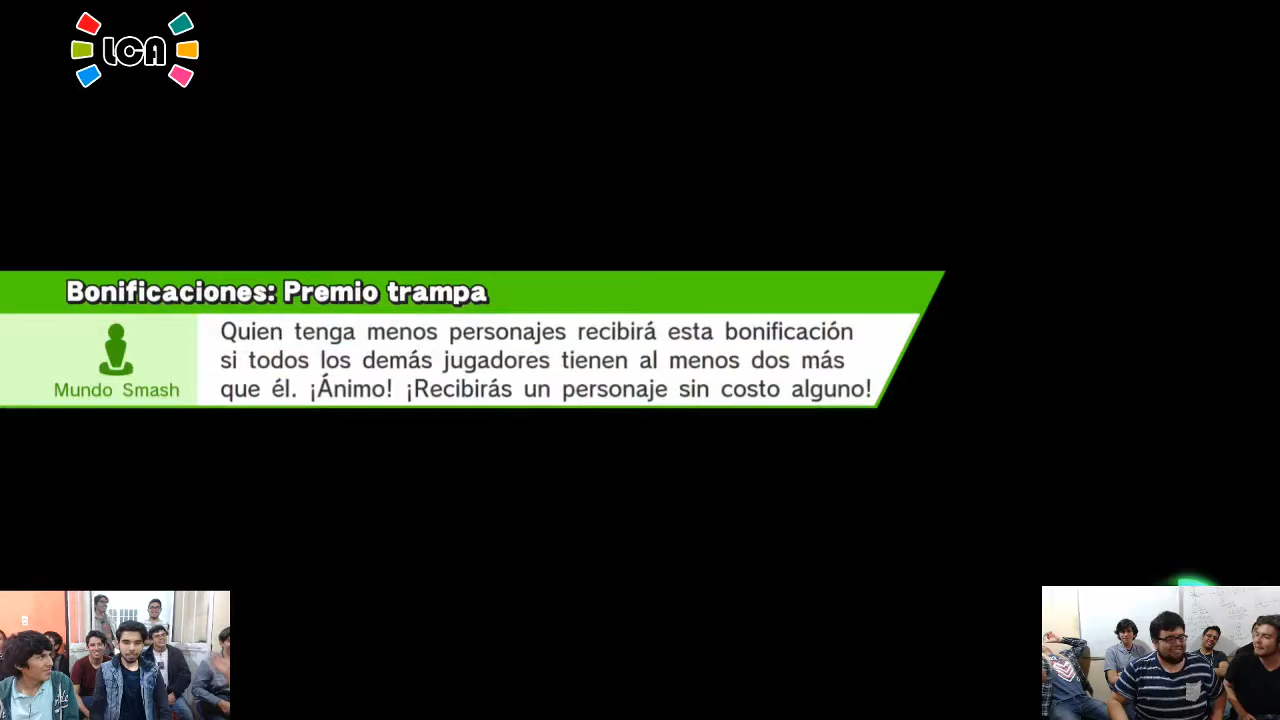 LCA
Bonificaciones: Premio trampa
Quien tenga menos personajes recibirá esta bonificación
si todos los demás jugadores tienen al menos dos más
que él. ¡Ánimo! ¡Recibirás un personaje sin costo alguno!
Mundo Smash